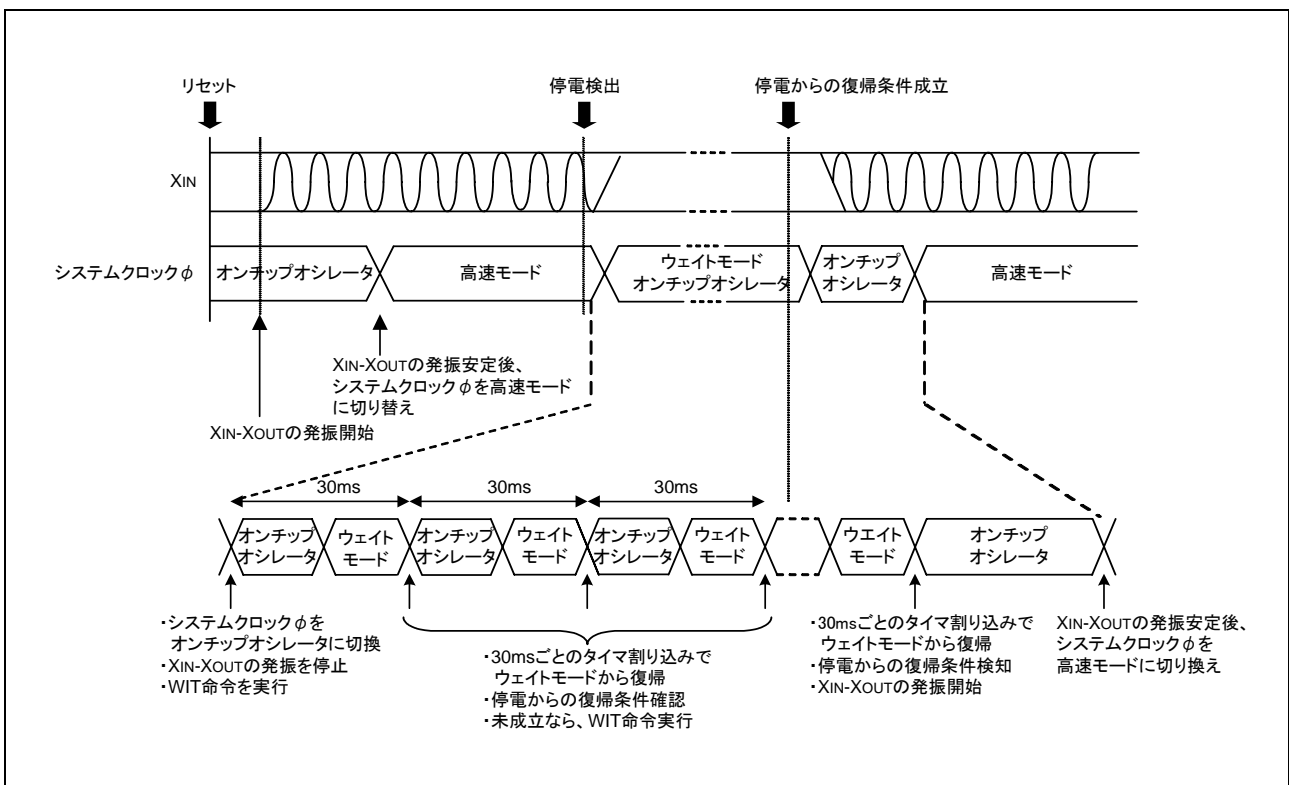 リセット
停電検出
停電からの復帰条件成立
XIN
システムクロックφ
オンチップオシレータ
高速モード
ウェイトモード
オンチップオシレータ
オンチップ
オシレータ
高速モード
XIN-XOUTの発振安定後、
システムクロックφを高速モード
に切り替え
XIN-XOUTの発振開始
30ms
30ms
30ms
オンチップ
オシレータ
ウェイト
モード
オンチップ
オシレータ
ウェイト
モード
オンチップ
オシレータ
ウェイト
モード
ウエイト
モード
オンチップ
オシレータ
・システムクロックφを
オンチップオシレータに切換
・XIN-XOUTの発振を停止
・WIT命令を実行
・30msごとのタイマ割り込みで
ウェイトモードから復帰
・停電からの復帰条件確認
・未成立なら、WIT命令実行
・30msごとのタイマ割り込みで
ウェイトモードから復帰
・停電からの復帰条件検知
・XIN-XOUTの発振開始
XIN-XOUTの発振安定後、
システムクロックφを
高速モードに切り換え